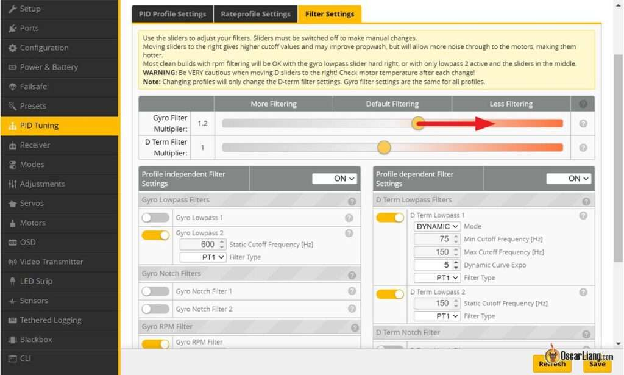 Setup
Ports
Configuration
Power & Battery
Failsafe
Presets
PID Tuning
Receiver
Modes
Adjustments
Servos
Motors
OSD
Video Transmitter
LED Strip
Sensors
Tethered Logging
Blackbox
CLI
PID Profile Settings Rateprofile Settings Filter Settings
Use the sliders to adjust your filters. Sliders must be switched off to make manual changes.
Moving sliders to the right gives higher cutoff values and may improve propwash, but will allow more noise through to the motors, making them
hotter.
Most clean builds with rpm filtering will be OK with the gyro lowpass slider hard right, or with only lowpass 2 active and the sliders in the middle.
WARNING: Be VERY cautious when moving D sliders to the right! Check motor temperature after each change!
Note: Changing profiles will only change the D-term filter settings. Gyro filter settings are the same for all profiles.
More Filtering Default Filtering Less Filtering
Gyro Filter
Multiplier: 1.2
D Term Filter
Multiplier: 1
Profile independent Filter
Settings ON
Gyro Lowpass Filters
Gyro Lowpass 1
Gyro Lowpass 2
600 Static Cutoff Frequency [Hz]
PT1 Filter Type
Gyro Notch Filters
Gyro Notch Filter 1
Gyro Notch Filter 2
Gyro RPM Filter
Gyro RPM Filter
Profile dependent Filter
Settings ON
D Term Lowpass Filters
D Term Lowpass 1
DYNAMIC Mode
75 Min Cutoff Frequency [Hz]
150 Max Cutoff Frequency [Hz]
5 Dynamic Curve Expo
PT1 Filter Type
D Term Lowpass 2
150 Static Cutoff Frequency [Hz]
PT1 Filter Type
D Term Notch Filter
OscarLiang.com
Refresh Save